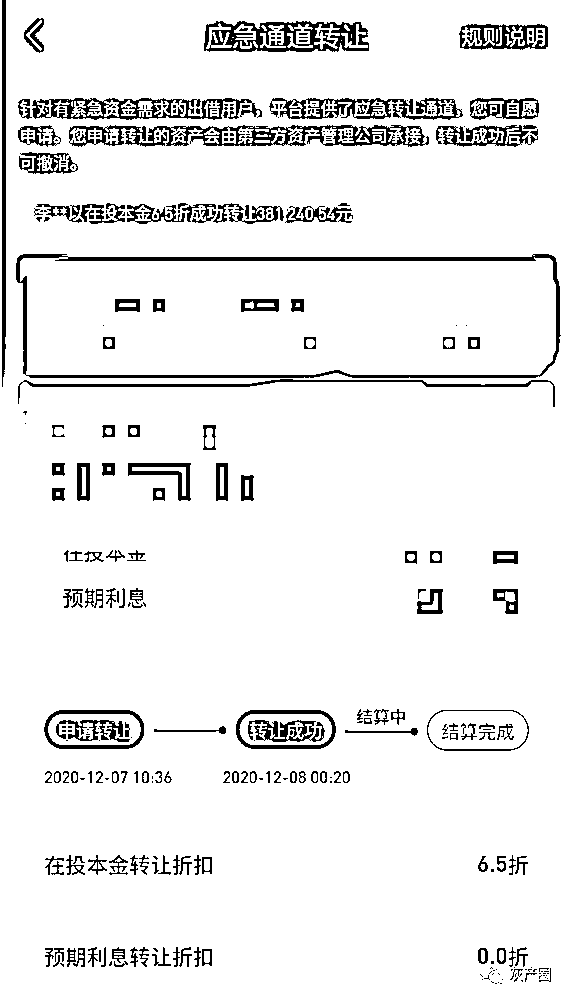 应急通道转让
规则说明
针对有紧急资金需求的出借用户，平台提供了应急转让通道，您可自愿
申请。您申请转让的资产会由第三方资产管理公司承接，转让成功后不
可撤消。
李**以在投本金6.5折成功转让381,240.54元
在投本金
预期利息
申请转让
转让成功
结算中
结算完成
2020-12-07 10:36
2020-12-08 00:20
在投本金转让折扣
6.5折
预期利息转让折扣
0.0折
灰产圈